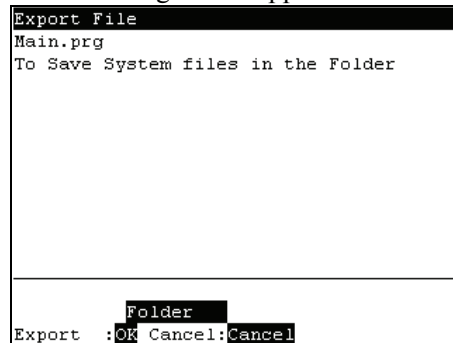 Export File
Main.prg
To Save System files in the Folder
Folder
Export  :OK Cancel:Cancel